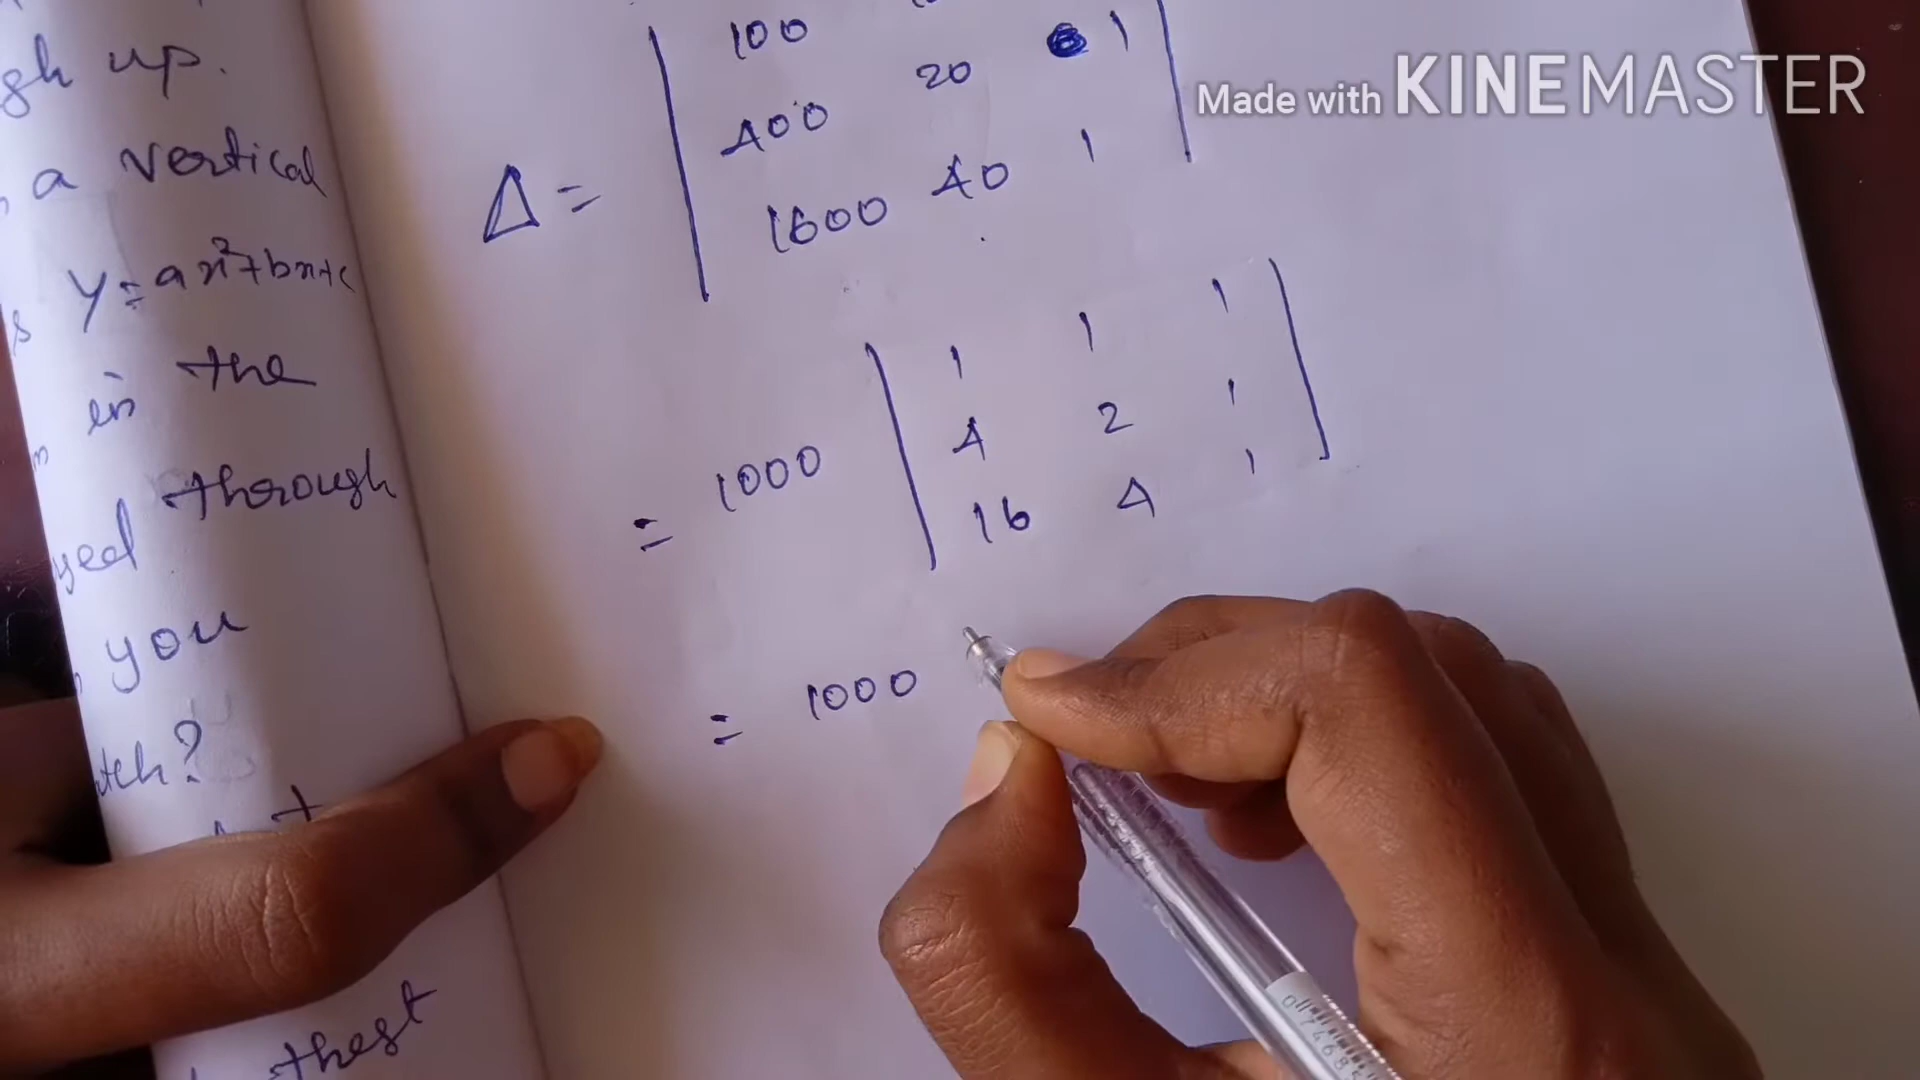 up.
a vertical
y = ax²+bx+c
in the
through
you
?
100
400 20 1
Δ =
1600 40 1
1 1 1
= 1000 4 2 1
16 4 1
= 1000
Made with KINEMASTER